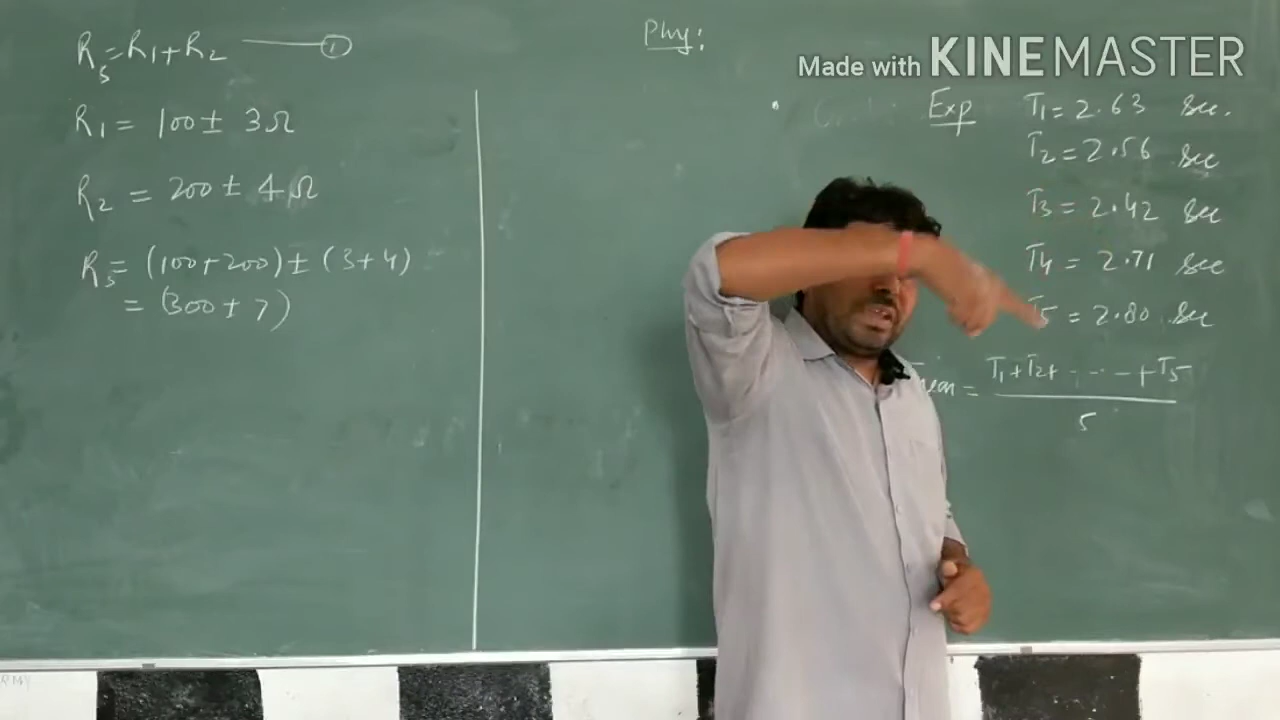 Phy:
Made with KINEMASTER
Rs = R1 + R2 ——— ①
R1 = 100 ± 3Ω
R2 = 200 ± 4Ω
Rs = (100+200) ± (3+4)
= (300 ± 7)
Exp T1 = 2.63 sec.
T2 = 2.56 sec
T3 = 2.42 sec
T4 = 2.71 sec
T5 = 2.80 sec
= T1+T2+ - - - + T5
5